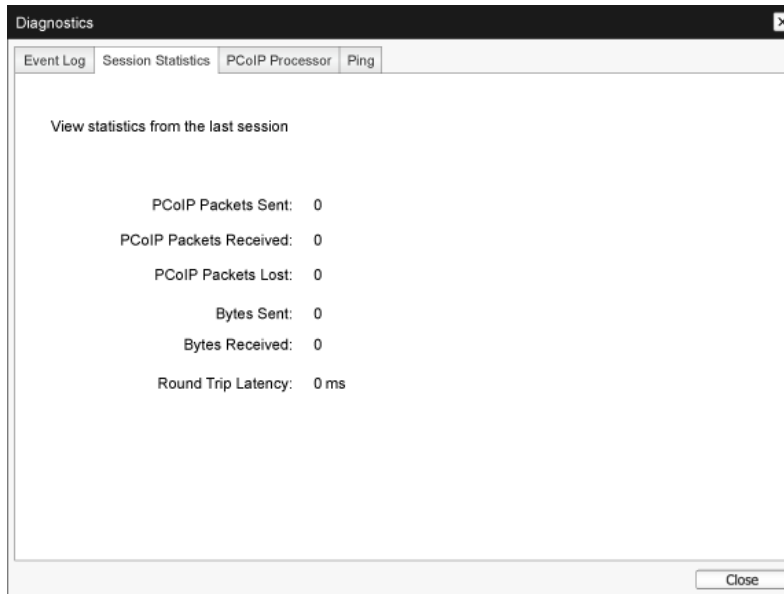 Diagnostics
Event Log Session Statistics PCoIP Processor Ping
View statistics from the last session
PCoIP Packets Sent: 0
PCoIP Packets Received: 0
PCoIP Packets Lost: 0
Bytes Sent: 0
Bytes Received: 0
Round Trip Latency: 0 ms
Close